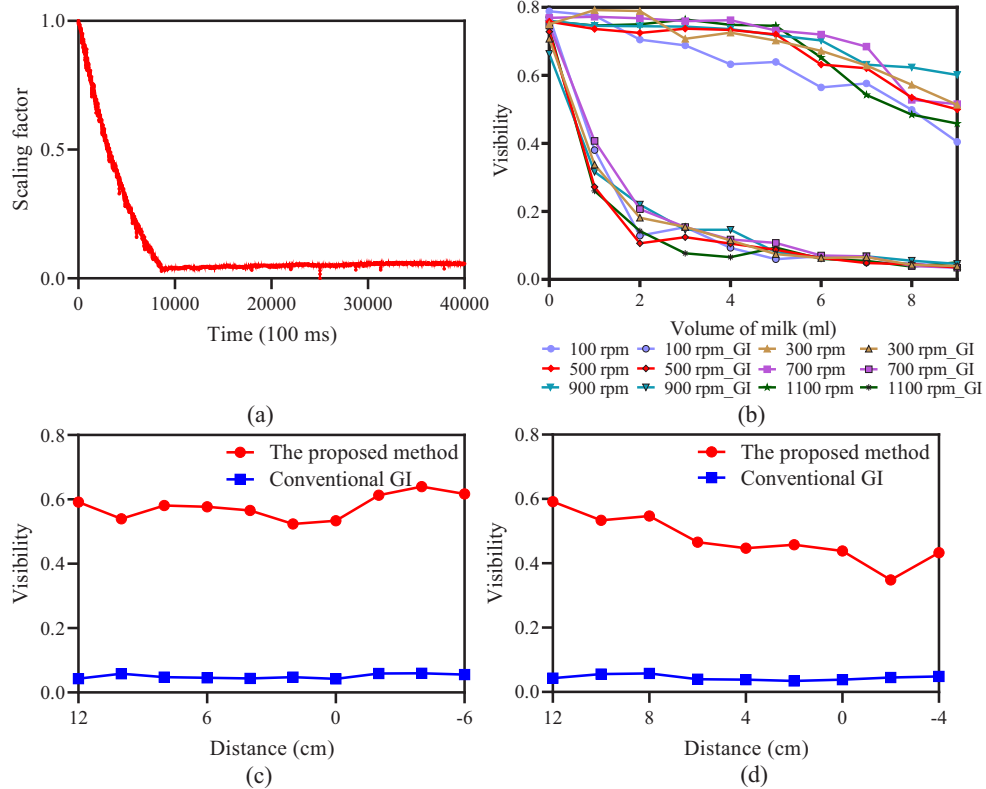 1.0
0.5
0.0
Scaling factor
0 10000 20000 30000 40000
Time (100 ms)
(a)
0.8
0.6
0.4
0.2
0.0
Visibility
0 2 4 6 8
Volume of milk (ml)
100 rpm 100 rpm_GI 300 rpm 300 rpm_GI
500 rpm 500 rpm_GI 700 rpm 700 rpm_GI
900 rpm 900 rpm_GI 1100 rpm 1100 rpm_GI
(b)
0.8
0.6
0.4
0.2
0.0
Visibility
The proposed method
Conventional GI
12 6 0 -6
Distance (cm)
(c)
0.8
0.6
0.4
0.2
0.0
Visibility
The proposed method
Conventional GI
12 8 4 0 -4
Distance (cm)
(d)